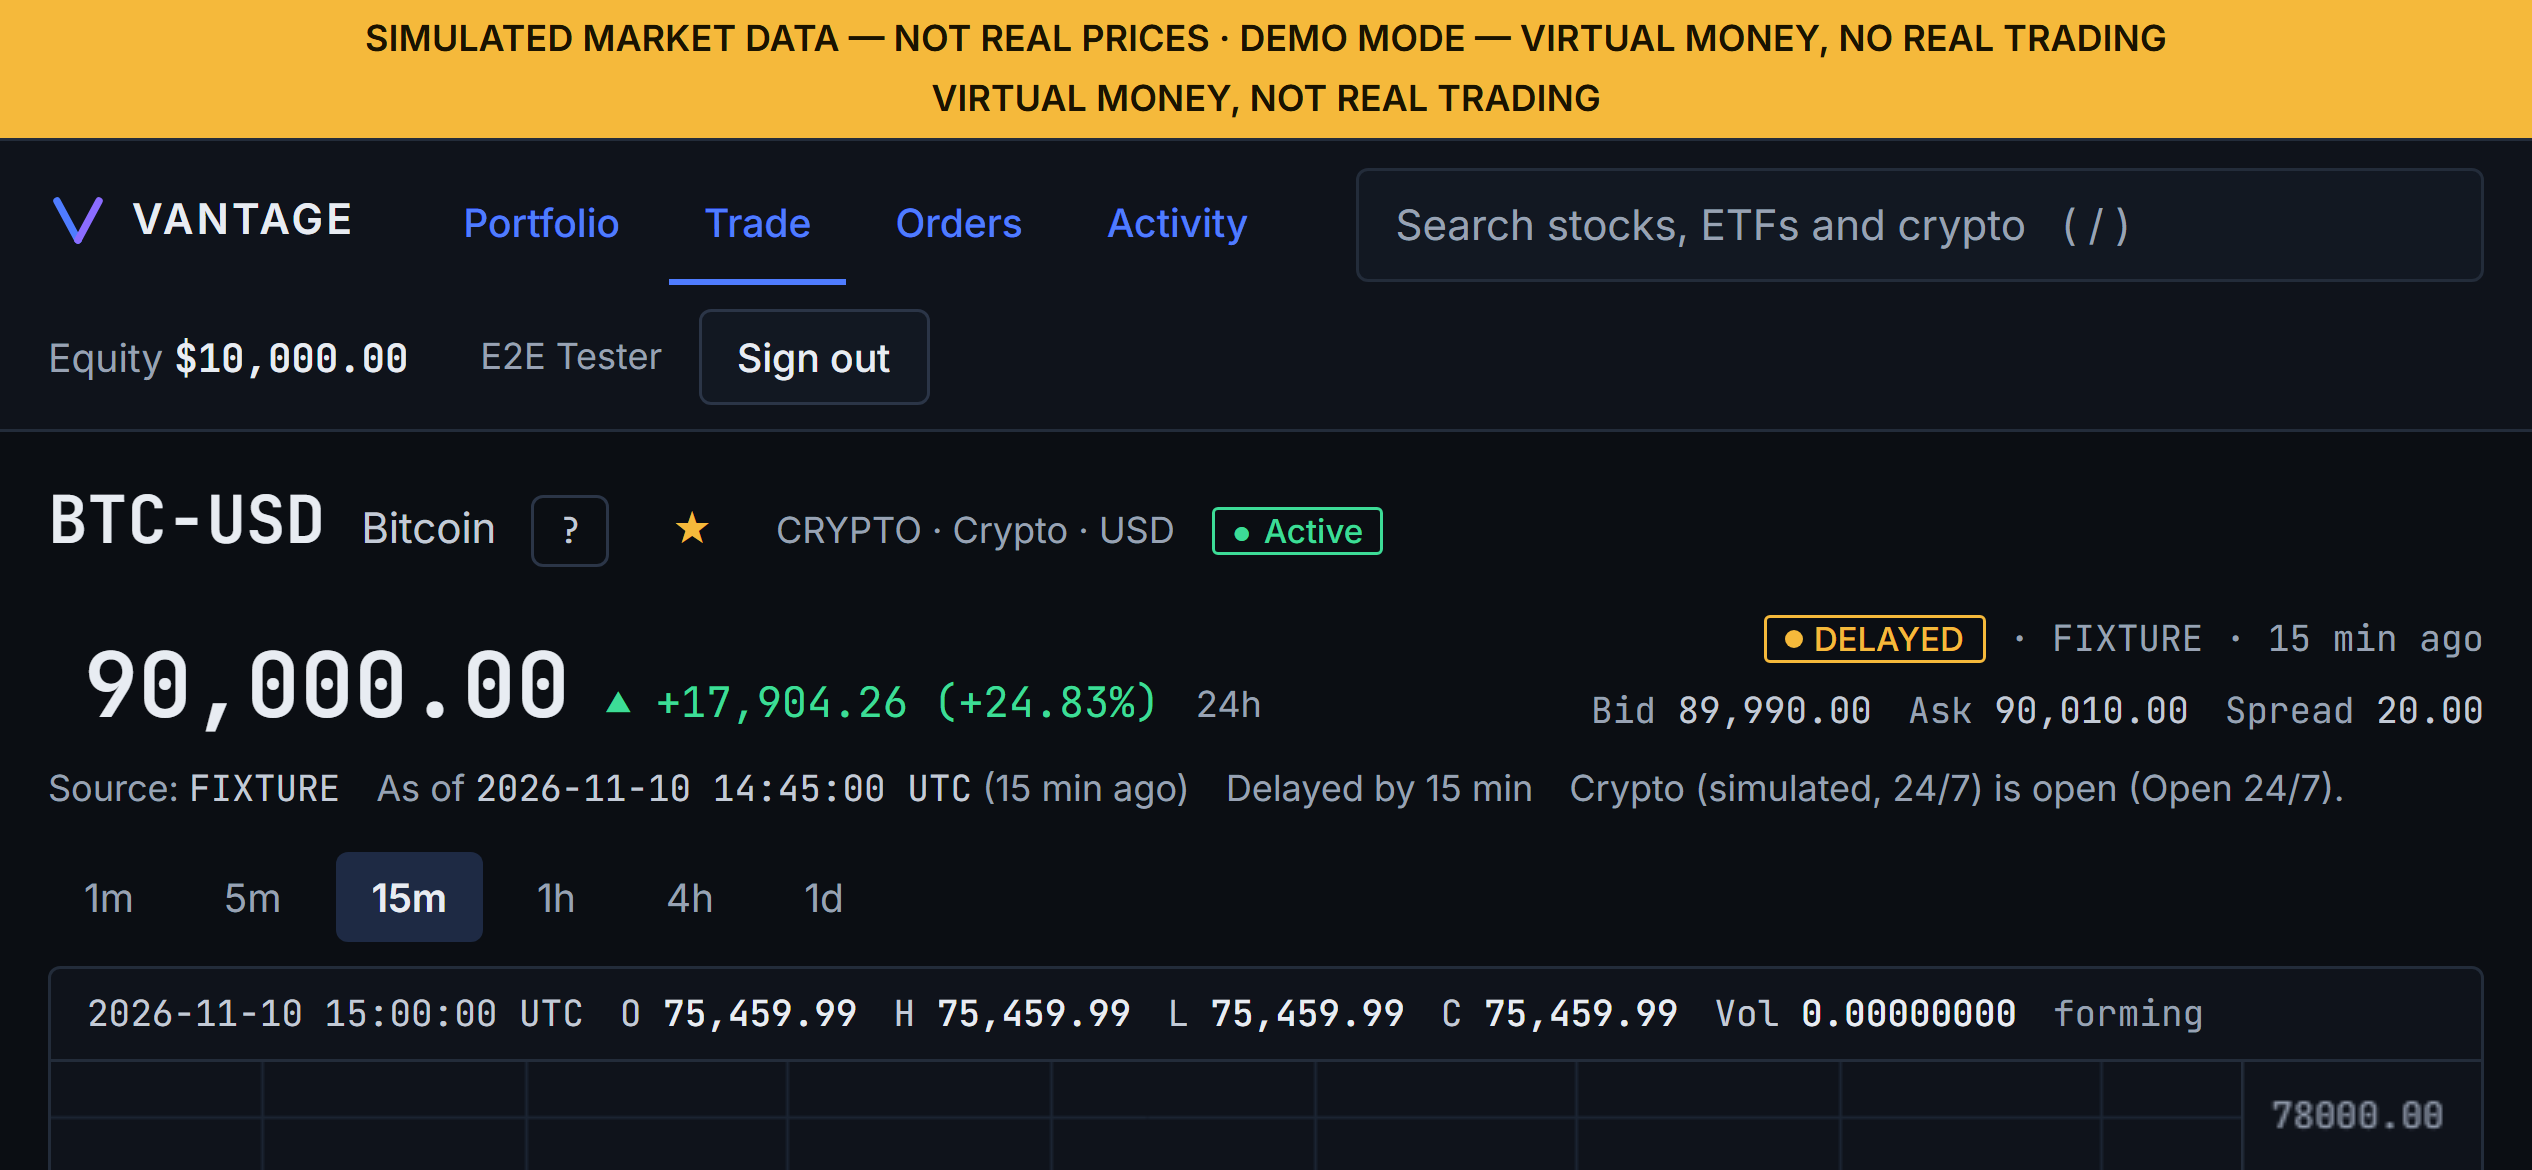 SIMULATED MARKET DATA — NOT REAL PRICES · DEMO MODE — VIRTUAL MONEY, NO REAL TRADING
VIRTUAL MONEY, NOT REAL TRADING
VANTAGE Portfolio Trade Orders Activity Search stocks, ETFs and crypto ( / )
Equity $10,000.00 E2E Tester Sign out
BTC-USD Bitcoin ? ★ CRYPTO · Crypto · USD ● Active
● DELAYED · FIXTURE · 15 min ago
90,000.00 ▲ +17,904.26 (+24.83%) 24h
Bid 89,990.00 Ask 90,010.00 Spread 20.00
Source: FIXTURE As of 2026-11-10 14:45:00 UTC (15 min ago) Delayed by 15 min Crypto (simulated, 24/7) is open (Open 24/7).
1m 5m 15m 1h 4h 1d
2026-11-10 15:00:00 UTC O 75,459.99 H 75,459.99 L 75,459.99 C 75,459.99 Vol 0.00000000 forming
78000.00